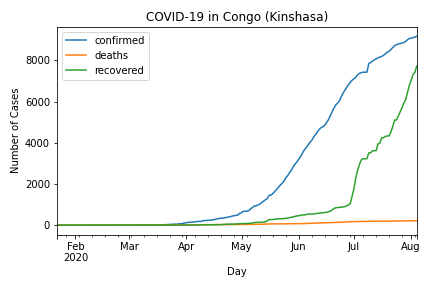 COVID-19 in Congo (Kinshasa)
confirmed
deaths
recovered
Number of Cases
8000
6000
4000
2000
0
Feb Mar Apr May Jun Jul Aug
2020
Day